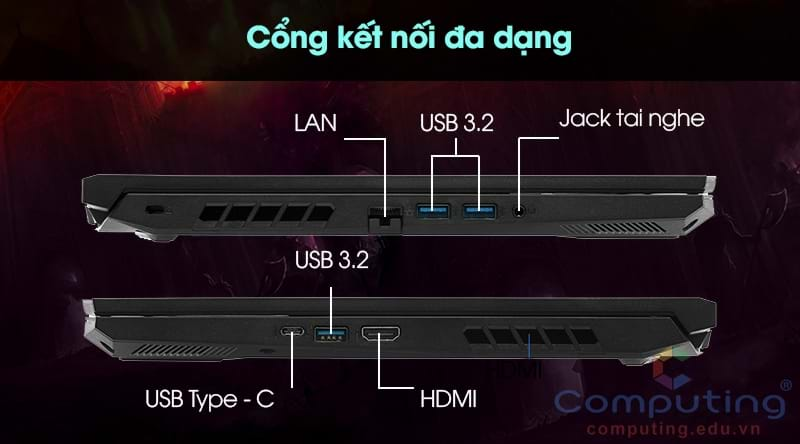 Cổng kết nối đa dạng
LAN
USB 3.2
Jack tai nghe
USB 3.2
HDMI
USB Type - C
HDMI
Computing®
computing.edu.vn